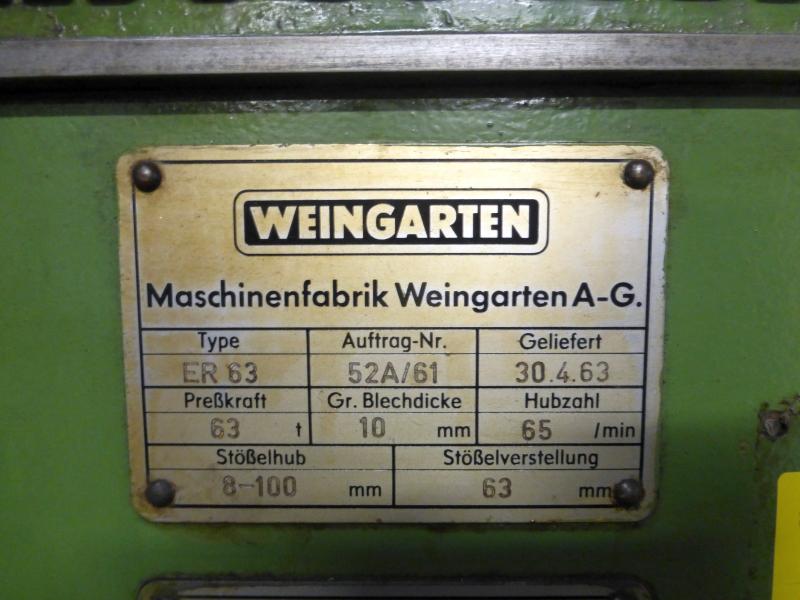 WEINGARTEN
Maschinenfabrik Weingarten A-G.
Type Auftrag-Nr. Geliefert
ER 63 52A/61 30.4.63
Preßkraft Gr. Blechdicke Hubzahl
63 t 10 mm 65 /min
Stößelhub Stößelverstellung
8-100 mm 63 mm